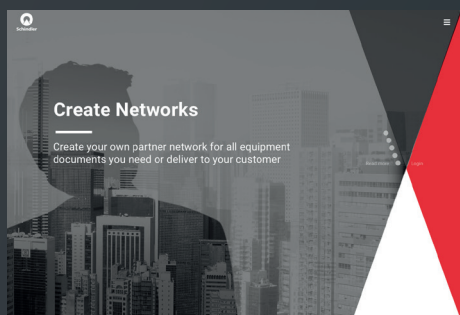 Schindler
Create Networks
Create your own partner network for all equipment
documents you need or deliver to your customer
Login